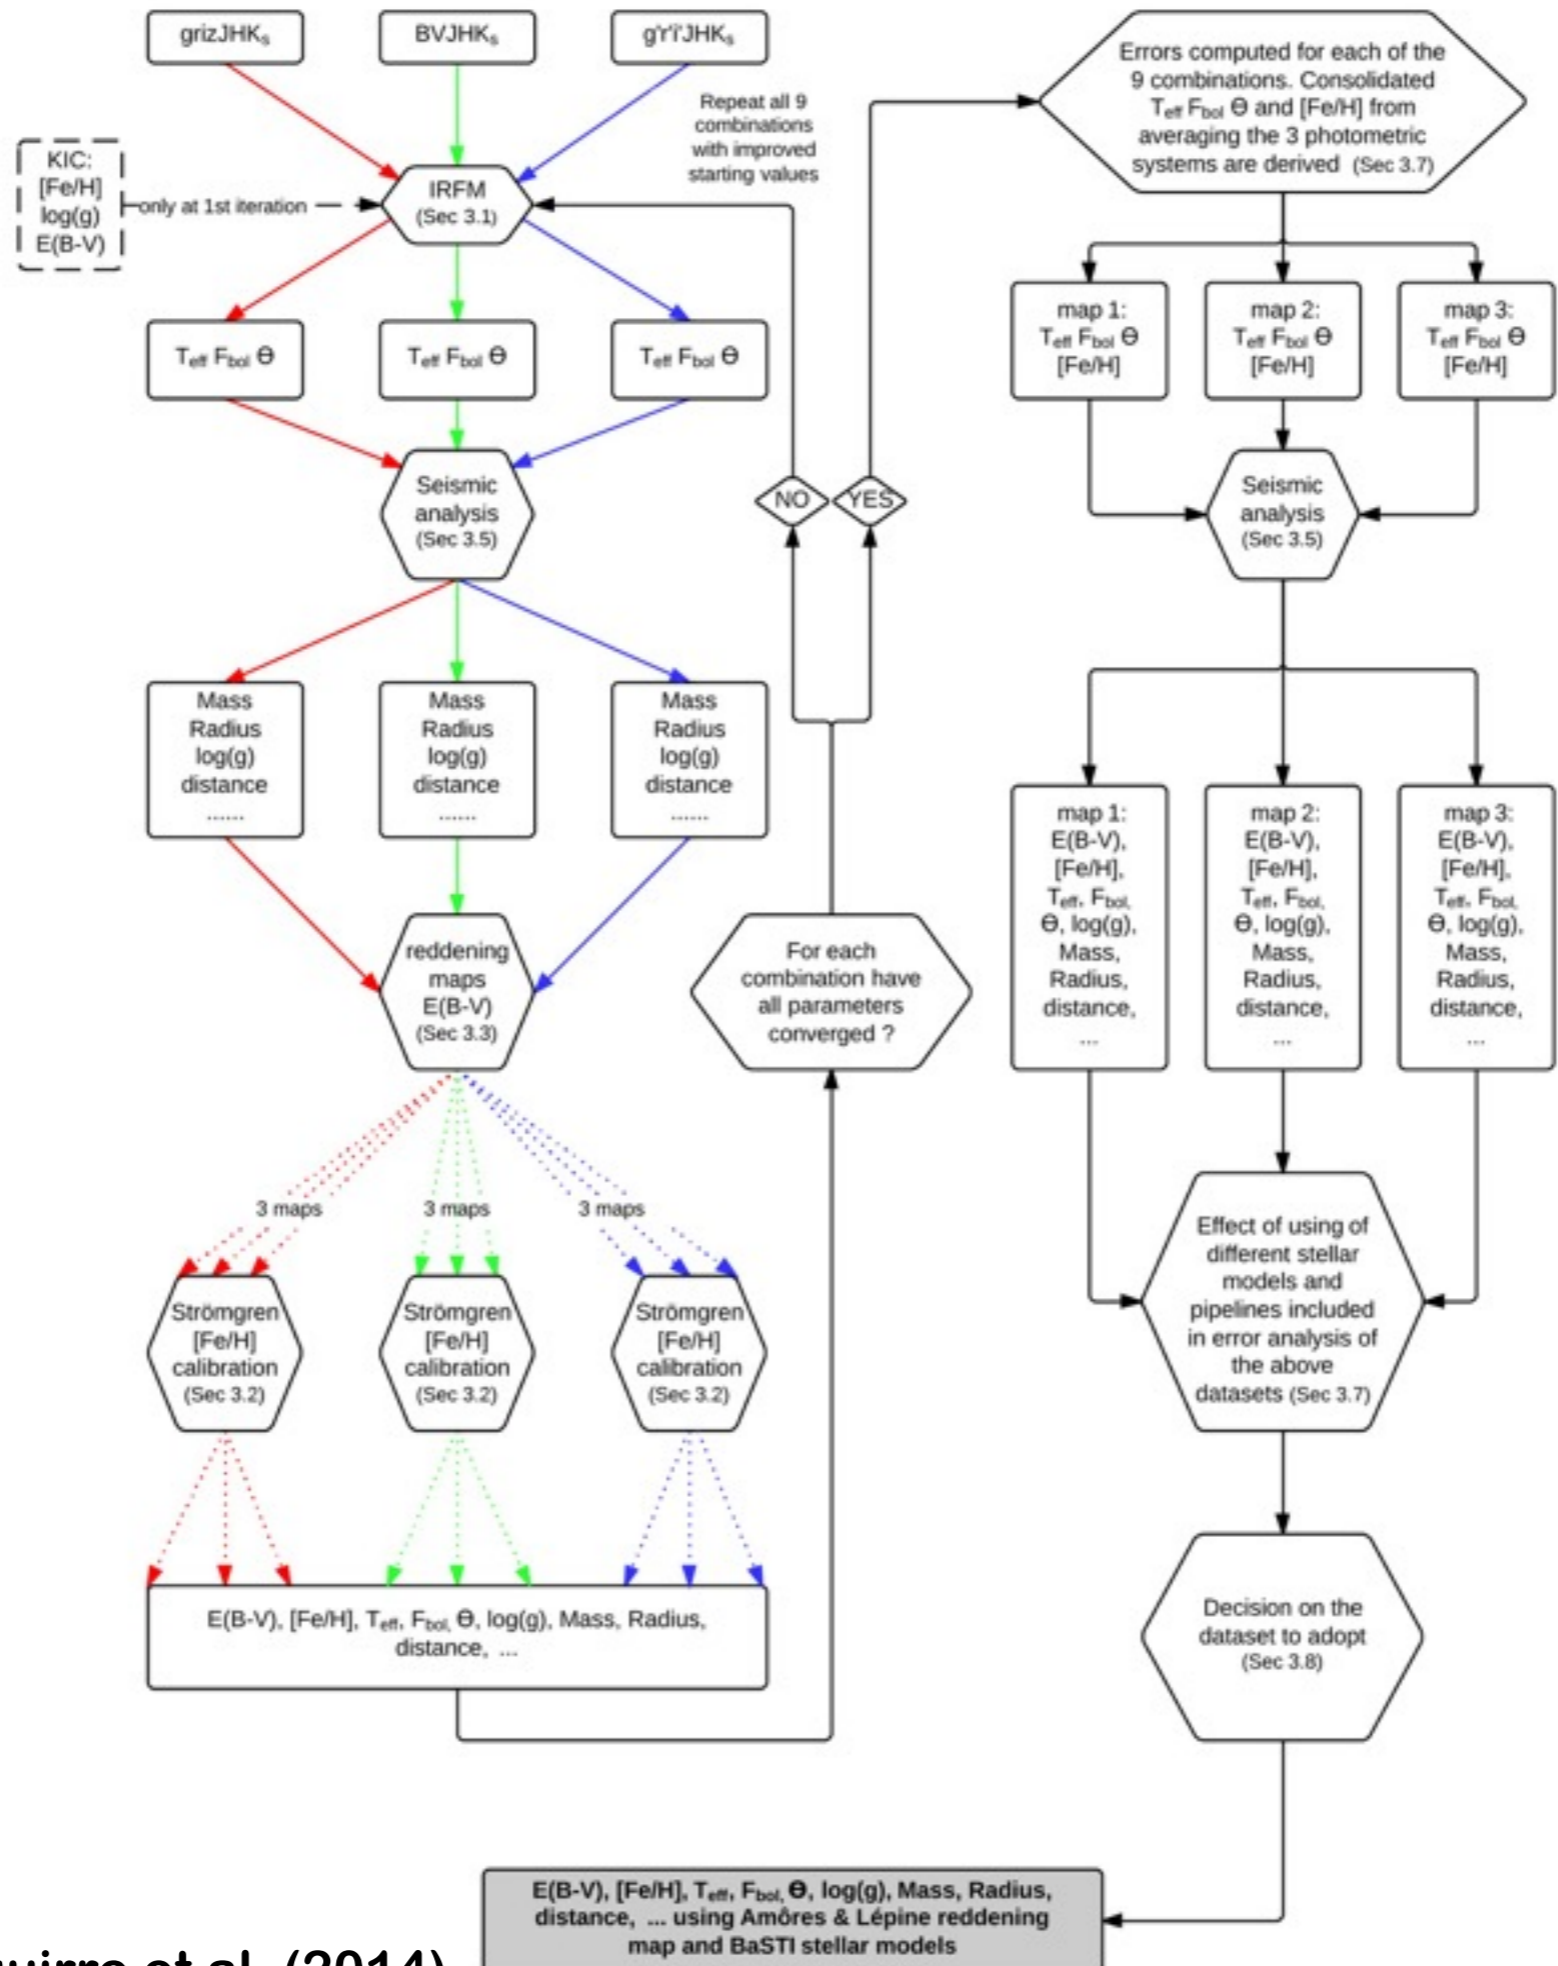 grizJHKs
BVJHKs
g'r'i'JHKs
Repeat all 9
combinations
with improved
starting values
KIC:
[Fe/H]
log(g)
E(B-V)
only at 1st iteration
IRFM
(Sec 3.1)
Teff Fbol Θ
Teff Fbol Θ
Teff Fbol Θ
Seismic
analysis
(Sec 3.5)
Mass
Radius
log(g)
distance
......
Mass
Radius
log(g)
distance
......
Mass
Radius
log(g)
distance
......
reddening
maps
E(B-V)
(Sec 3.3)
3 maps
3 maps
3 maps
Strömgren
[Fe/H]
calibration
(Sec 3.2)
Strömgren
[Fe/H]
calibration
(Sec 3.2)
Strömgren
[Fe/H]
calibration
(Sec 3.2)
E(B-V), [Fe/H], Teff, Fbol, Θ, log(g), Mass, Radius,
distance, ...
For each
combination have
all parameters
converged ?
NO
YES
Errors computed for each of the
9 combinations. Consolidated
Teff Fbol Θ and [Fe/H] from
averaging the 3 photometric
systems are derived (Sec 3.7)
map 1:
Teff Fbol Θ
[Fe/H]
map 2:
Teff Fbol Θ
[Fe/H]
map 3:
Teff Fbol Θ
[Fe/H]
Seismic
analysis
(Sec 3.5)
map 1:
E(B-V),
[Fe/H],
Teff, Fbol,
Θ, log(g),
Mass,
Radius,
distance,
...
map 2:
E(B-V),
[Fe/H],
Teff, Fbol,
Θ, log(g),
Mass,
Radius,
distance,
...
map 3:
E(B-V),
[Fe/H],
Teff, Fbol,
Θ, log(g),
Mass,
Radius,
distance,
...
Effect of using of
different stellar
models and
pipelines included
in error analysis of
the above
datasets (Sec 3.7)
Decision on the
dataset to adopt
(Sec 3.8)
E(B-V), [Fe/H], Teff, Fbol, Θ, log(g), Mass, Radius,
distance, ... using Amôres & Lépine reddening
map and BaSTI stellar models
et al. (2014)